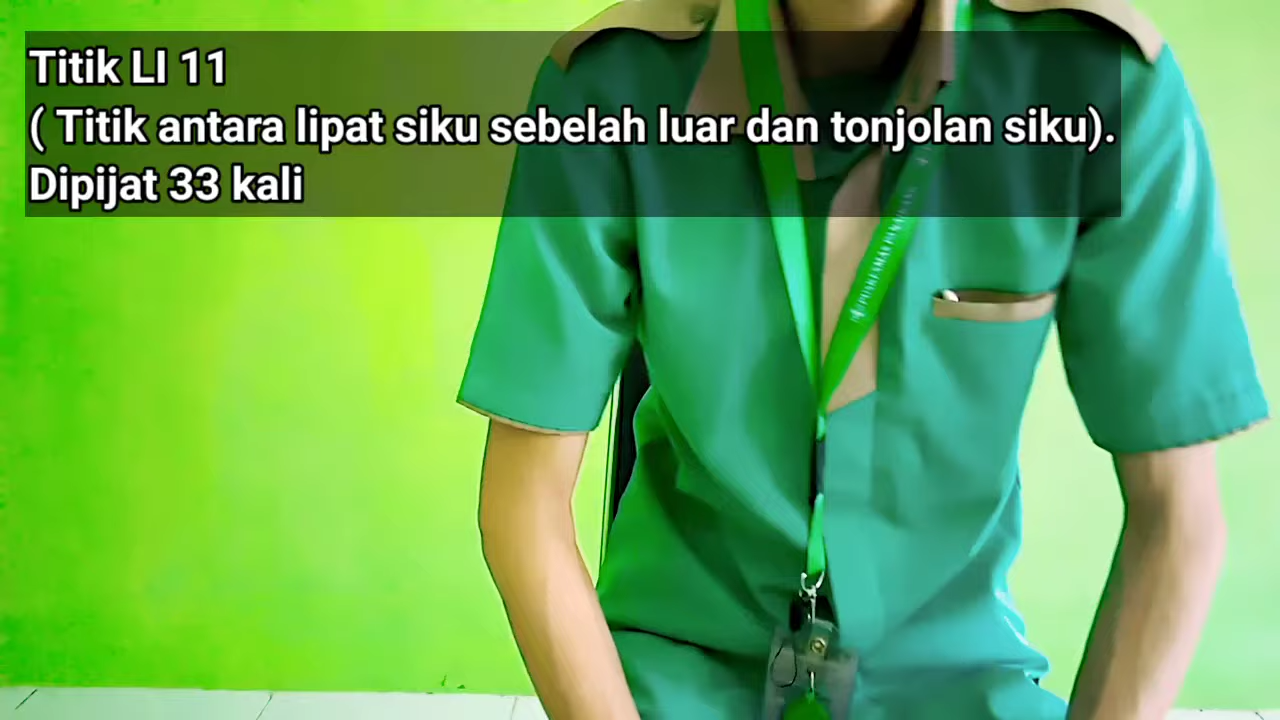 Titik LI 11
( Titik antara lipat siku sebelah luar dan tonjolan siku).
Dipijat 33 kali